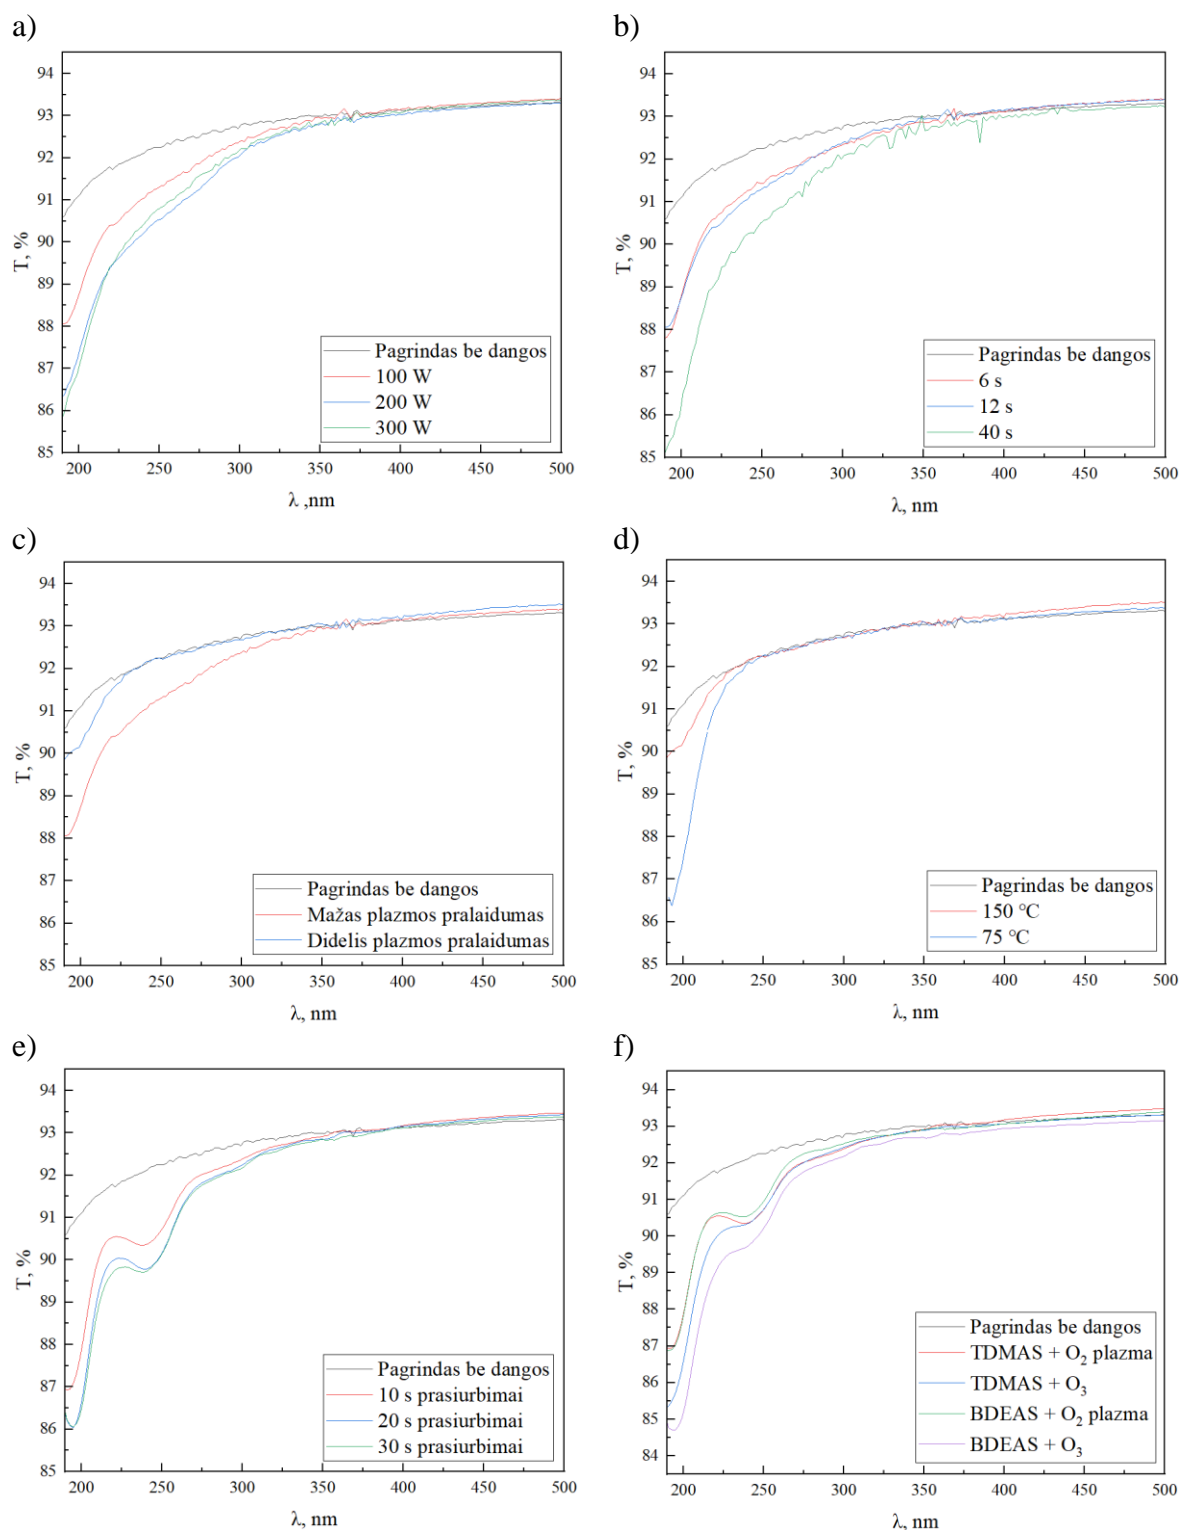 a)
94
93
92
91
90
89
88
87
86
85
T, %
200 250 300 350 400 450 500
λ ,nm
Pagrindas be dangos
100 W
200 W
300 W
b)
94
93
92
91
90
89
88
87
86
85
T, %
200 250 300 350 400 450 500
λ, nm
Pagrindas be dangos
6 s
12 s
40 s
c)
94
93
92
91
90
89
88
87
86
85
T, %
200 250 300 350 400 450 500
λ, nm
Pagrindas be dangos
Mažas plazmos pralaidumas
Didelis plazmos pralaidumas
d)
94
93
92
91
90
89
88
87
86
85
T, %
200 250 300 350 400 450 500
λ, nm
Pagrindas be dangos
150 °C
75 °C
e)
94
93
92
91
90
89
88
87
86
85
T, %
200 250 300 350 400 450 500
λ, nm
Pagrindas be dangos
10 s prasiurbimai
20 s prasiurbimai
30 s prasiurbimai
f)
94
93
92
91
90
89
88
87
86
85
84
T, %
200 250 300 350 400 450 500
λ, nm
Pagrindas be dangos
TDMAS + O₂ plazma
TDMAS + O₃
BDEAS + O₂ plazma
BDEAS + O₃